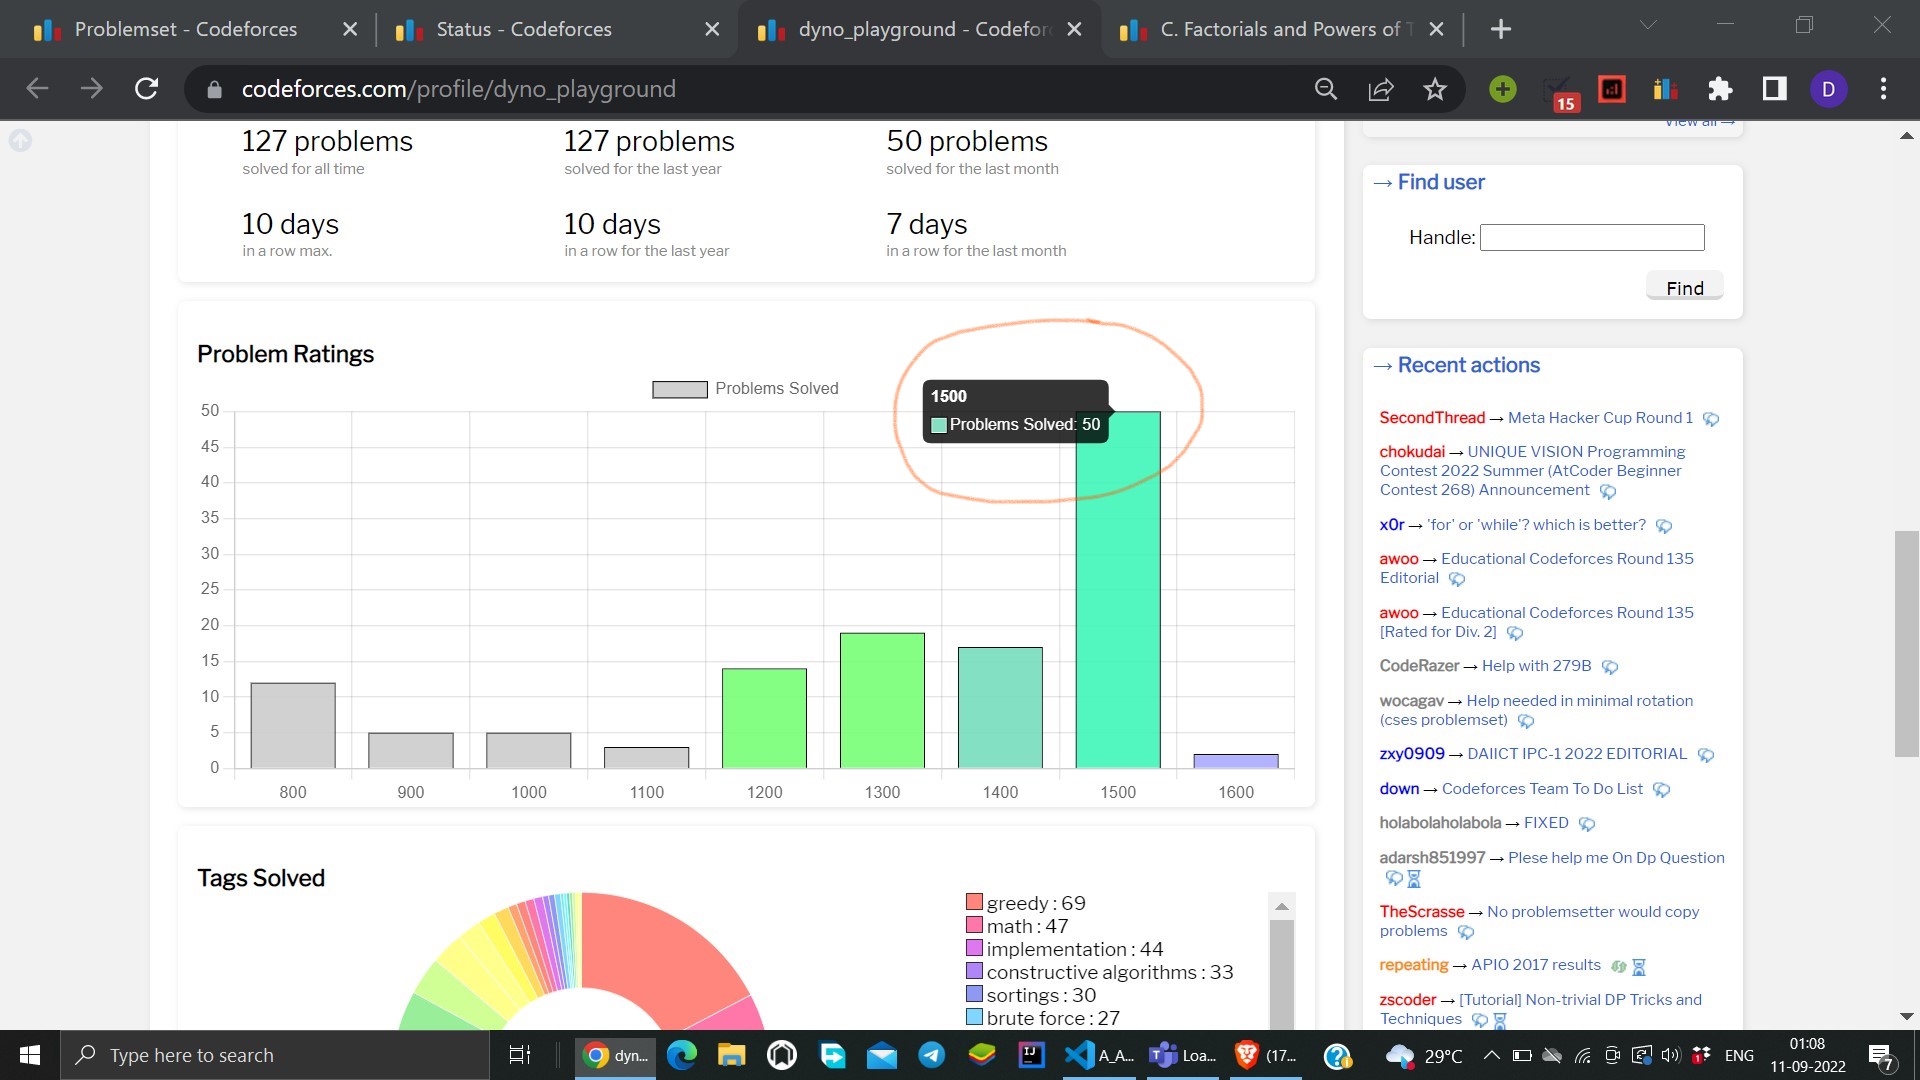 Problemset - Codeforces
Status - Codeforces
dyno_playground - Codefor
C. Factorials and Powers of T
codeforces.com/profile/dyno_playground
15
D
127 problems
solved for all time
127 problems
solved for the last year
50 problems
solved for the last month
10 days
in a row max.
10 days
in a row for the last year
7 days
in a row for the last month
Problem Ratings
Problems Solved
1500
Problems Solved: 50
50
45
40
35
30
25
20
15
10
5
0
800
900
1000
1100
1200
1300
1400
1500
1600
Tags Solved
greedy : 69
math : 47
implementation : 44
constructive algorithms : 33
sortings : 30
brute force : 27
View all →
→ Find user
Handle:
Find
→ Recent actions
SecondThread → Meta Hacker Cup Round 1
chokudai → UNIQUE VISION Programming
Contest 2022 Summer (AtCoder Beginner
Contest 268) Announcement
x0r → 'for' or 'while'? which is better?
awoo → Educational Codeforces Round 135
Editorial
awoo → Educational Codeforces Round 135
[Rated for Div. 2]
CodeRazer → Help with 279B
wocagav → Help needed in minimal rotation
(cses problemset)
zxy0909 → DAIICT IPC-1 2022 EDITORIAL
down → Codeforces Team To Do List
holabolaholabola → FIXED
adarsh851997 → Plese help me On Dp Question
TheScrasse → No problemsetter would copy
problems
repeating → APIO 2017 results
zscoder → [Tutorial] Non-trivial DP Tricks and
Techniques
Type here to search
dyn...
A_A...
Loa...
(17...
29°C
ENG
01:08
11-09-2022
7